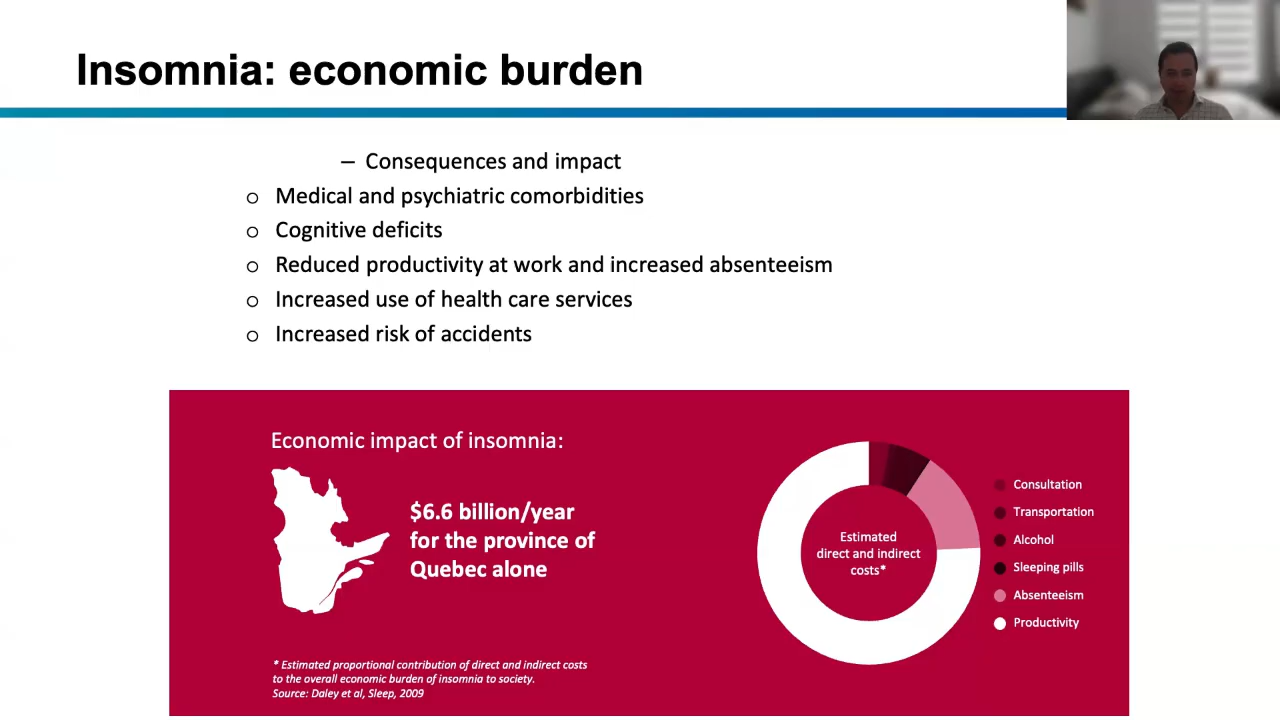 Insomnia: economic burden
– Consequences and impact
o Medical and psychiatric comorbidities
o Cognitive deficits
o Reduced productivity at work and increased absenteeism
o Increased use of health care services
o Increased risk of accidents
Economic impact of insomnia:
$6.6 billion/year
for the province of
Quebec alone
* Estimated proportional contribution of direct and indirect costs
to the overall economic burden of insomnia to society.
Source: Daley et al, Sleep, 2009
Estimated
direct and indirect
costs*
Consultation
Transportation
Alcohol
Sleeping pills
Absenteeism
Productivity